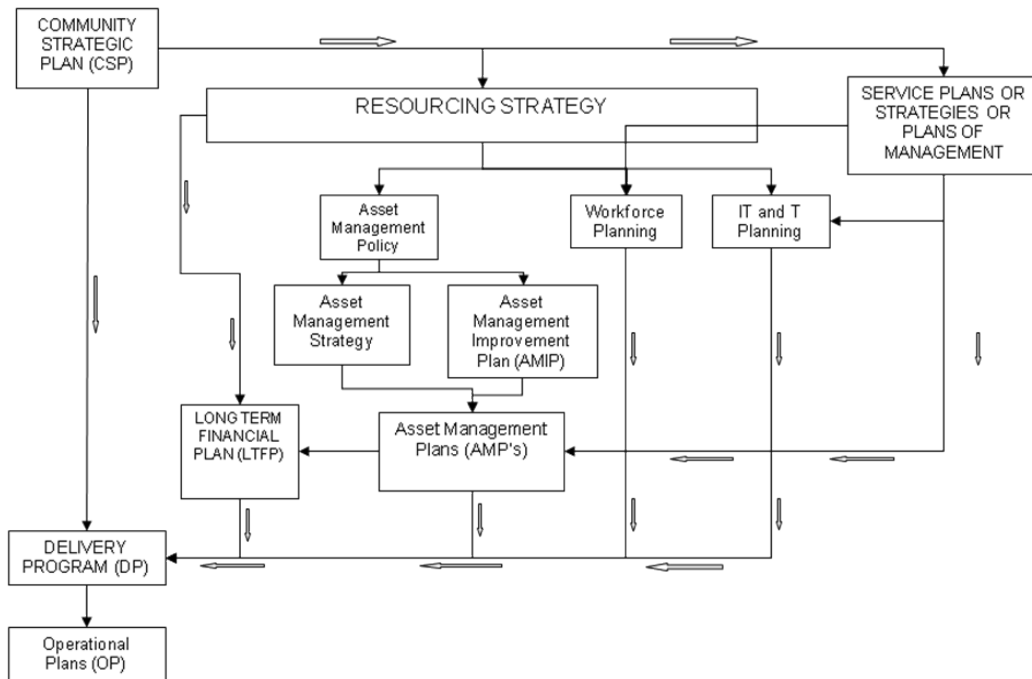 COMMUNITY
STRATEGIC
PLAN (CSP)
RESOURCING STRATEGY
SERVICE PLANS OR
STRATEGIES OR
PLANS OF
MANAGEMENT
Asset
Management
Policy
Workforce
Planning
IT and T
Planning
Asset
Management
Strategy
Asset
Management
Improvement
Plan (AMIP)
LONG TERM
FINANCIAL
PLAN (LTFP)
Asset Management
Plans (AMP's)
DELIVERY
PROGRAM (DP)
Operational
Plans (OP)